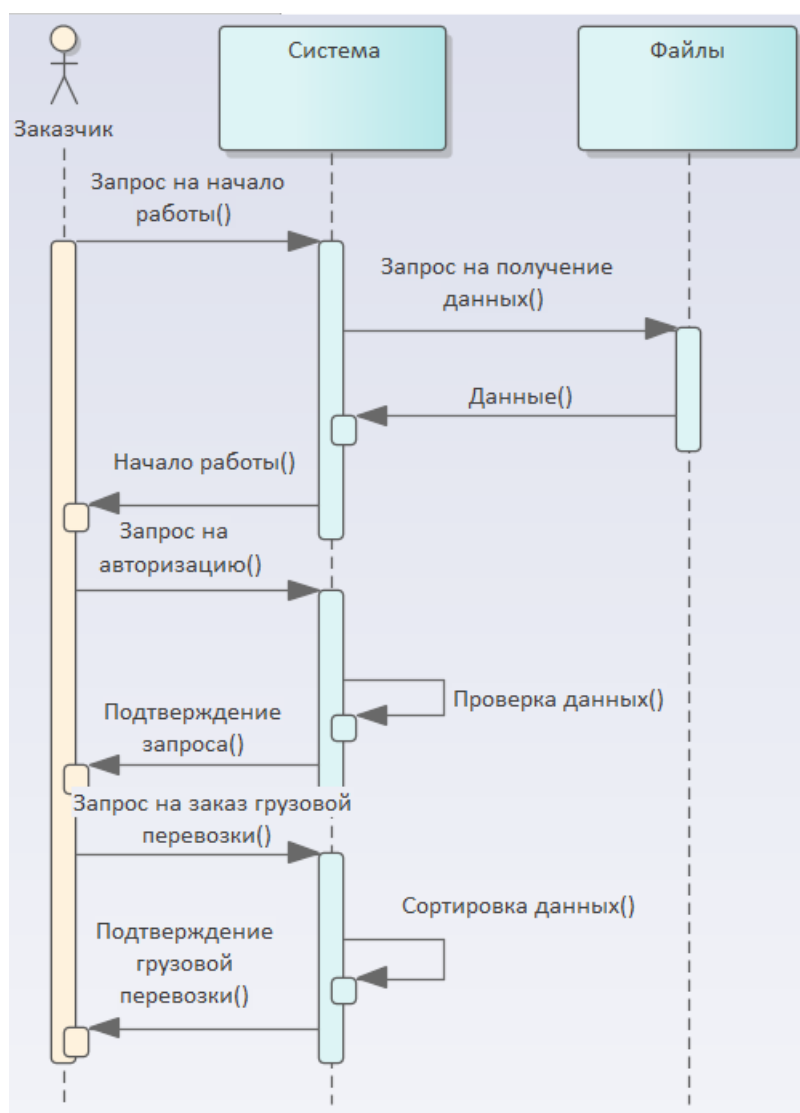 Система
Файлы
Заказчик
Запрос на начало
работы()
Запрос на получение
данных()
Данные()
Начало работы()
Запрос на
авторизацию()
Проверка данных()
Подтверждение
запроса()
Запрос на заказ грузовой
перевозки()
Сортировка данных()
Подтверждение
грузовой
перевозки()